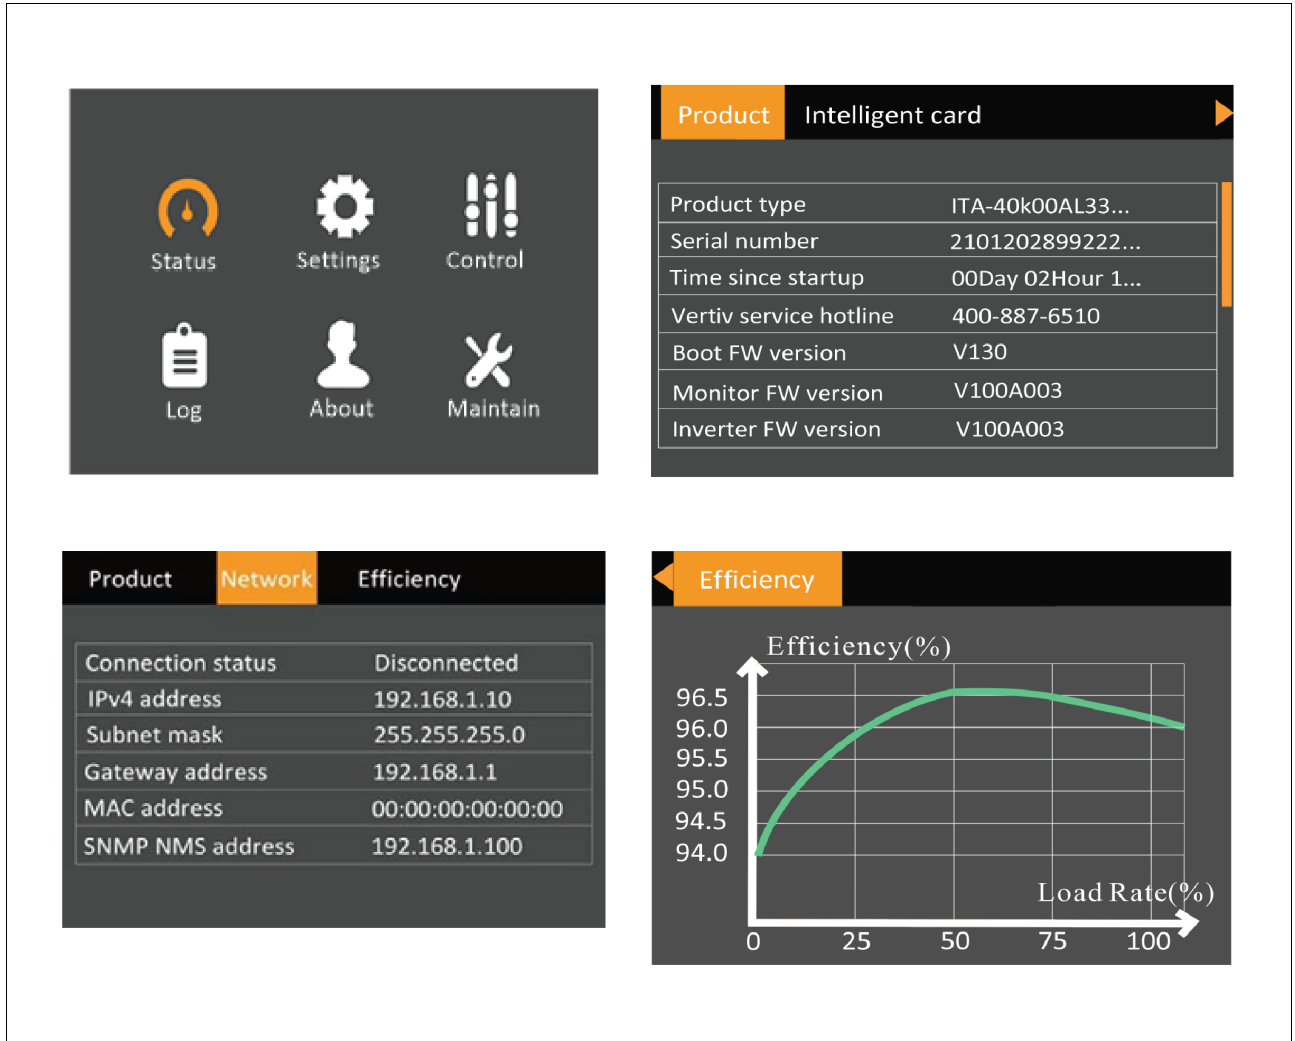 Status
Settings
Control
Log
About
Maintain
Product Intelligent card
Product type ITA-40k00AL33...
Serial number 2101202899222...
Time since startup 00Day 02Hour 1...
Vertiv service hotline 400-887-6510
Boot FW version V130
Monitor FW version V100A003
Inverter FW version V100A003
Product Network Efficiency
Connection status Disconnected
IPv4 address 192.168.1.10
Subnet mask 255.255.255.0
Gateway address 192.168.1.1
MAC address 00:00:00:00:00:00
SNMP NMS address 192.168.1.100
Efficiency
Efficiency(%)
96.5
96.0
95.5
95.0
94.5
94.0
Load Rate(%)
0 25 50 75 100